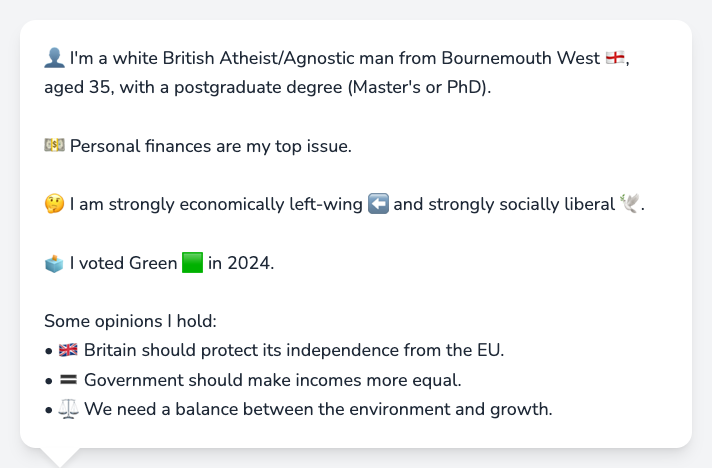 👤 I'm a white British Atheist/Agnostic man from Bournemouth West 🏴󠁧󠁢󠁥󠁮󠁧󠁿,
aged 35, with a postgraduate degree (Master's or PhD).
💵 Personal finances are my top issue.
🤔 I am strongly economically left-wing ⬅️ and strongly socially liberal 🕊️.
🗳️ I voted Green 🟩 in 2024.
Some opinions I hold:
• 🇬🇧 Britain should protect its independence from the EU.
• 🟰 Government should make incomes more equal.
• ⚖️ We need a balance between the environment and growth.